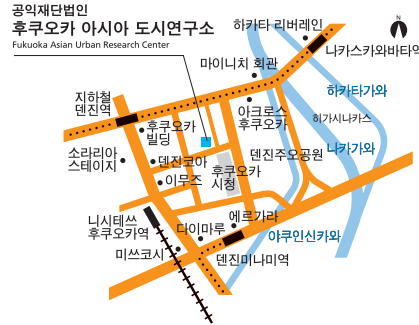 공익재단법인
후쿠오카 아시아 도시연구소
Fukuoka Asian Urban Research Center
하카타 리버레인
N
나카스카와바타역
마이니치 회관
지하철
덴진역
하카타가와
아크로스
후쿠오카
히가시나카스
후쿠오카
빌딩
나카가와
소라리아
스테이지
덴진코아
덴진주오공원
이무즈
후쿠오카
시청
니시테쓰
후쿠오카역
에르가라
다이마루
야쿠인신카와
미쓰코시
덴진미나미역